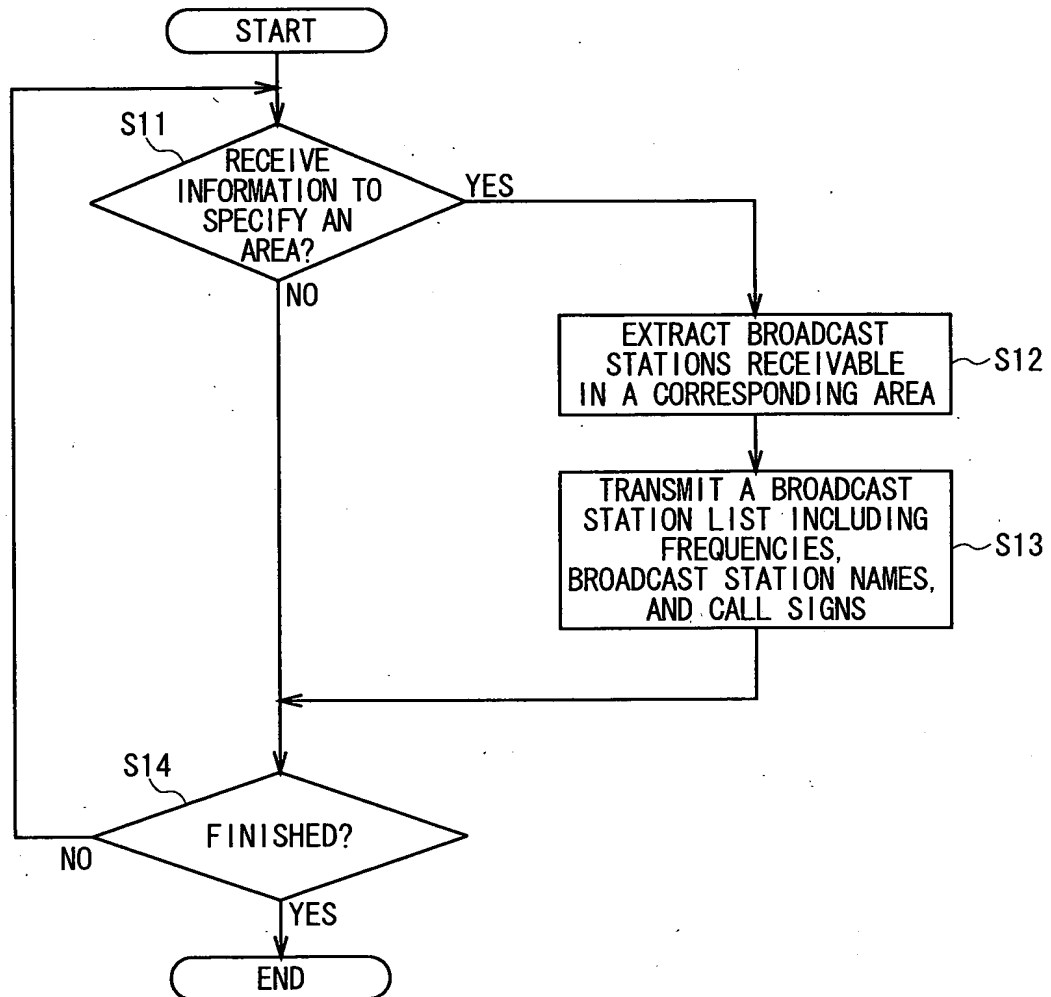 START
S11
RECEIVE
INFORMATION TO
SPECIFY AN
AREA?
YES
NO
EXTRACT BROADCAST
STATIONS RECEIVABLE
IN A CORRESPONDING AREA
S12
TRANSMIT A BROADCAST
STATION LIST INCLUDING
FREQUENCIES,
BROADCAST STATION NAMES,
AND CALL SIGNS
S13
S14
FINISHED?
NO
YES
END